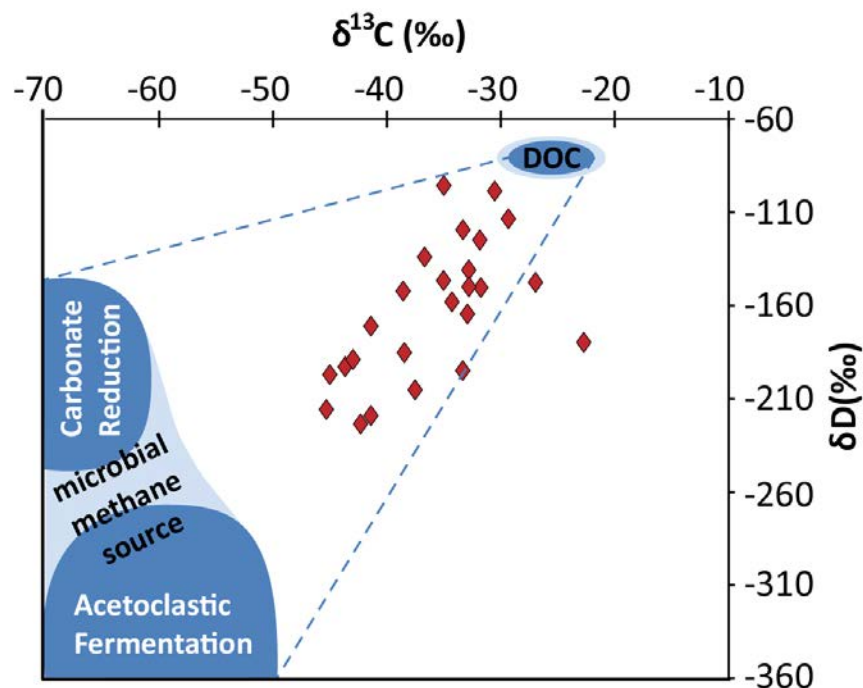 δ¹³C (‰)
-70 -60 -50 -40 -30 -20 -10
-60
DOC
-110
-160
Carbonate
Reduction
-210
δD(‰)
microbial
methane
source
-260
-310
Acetoclastic
Fermentation
-360